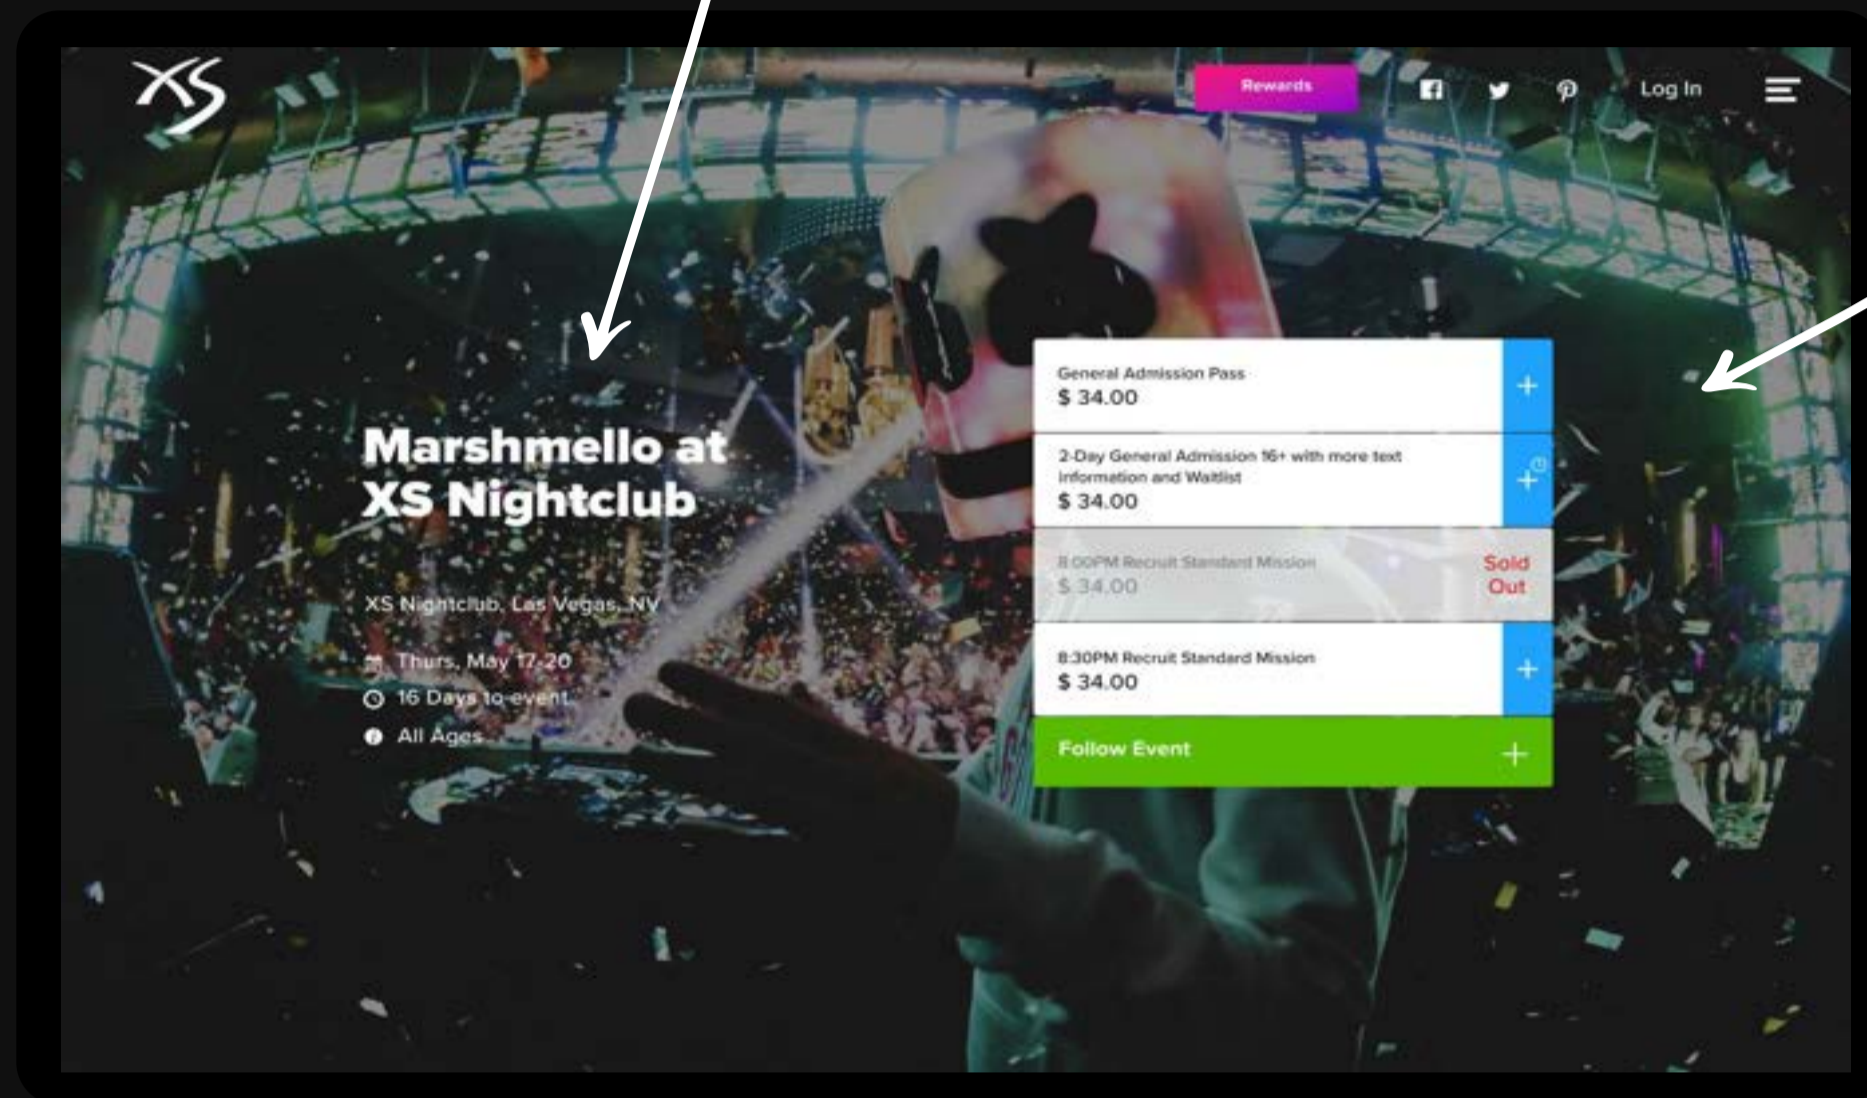 XS
Rewards
Log In
General Admission Pass
$ 34.00
2-Day General Admission 16+ with more text
Information and Waitlist
$ 34.00
Marshmello at
XS Nightclub
8:00PM Recruit Standard Mission
$ 34.00
Sold
Out
XS Nightclub, Las Vegas, NV
Thurs, May 17-20
16 Days to event
All Ages
8:30PM Recruit Standard Mission
$ 34.00
Follow Event